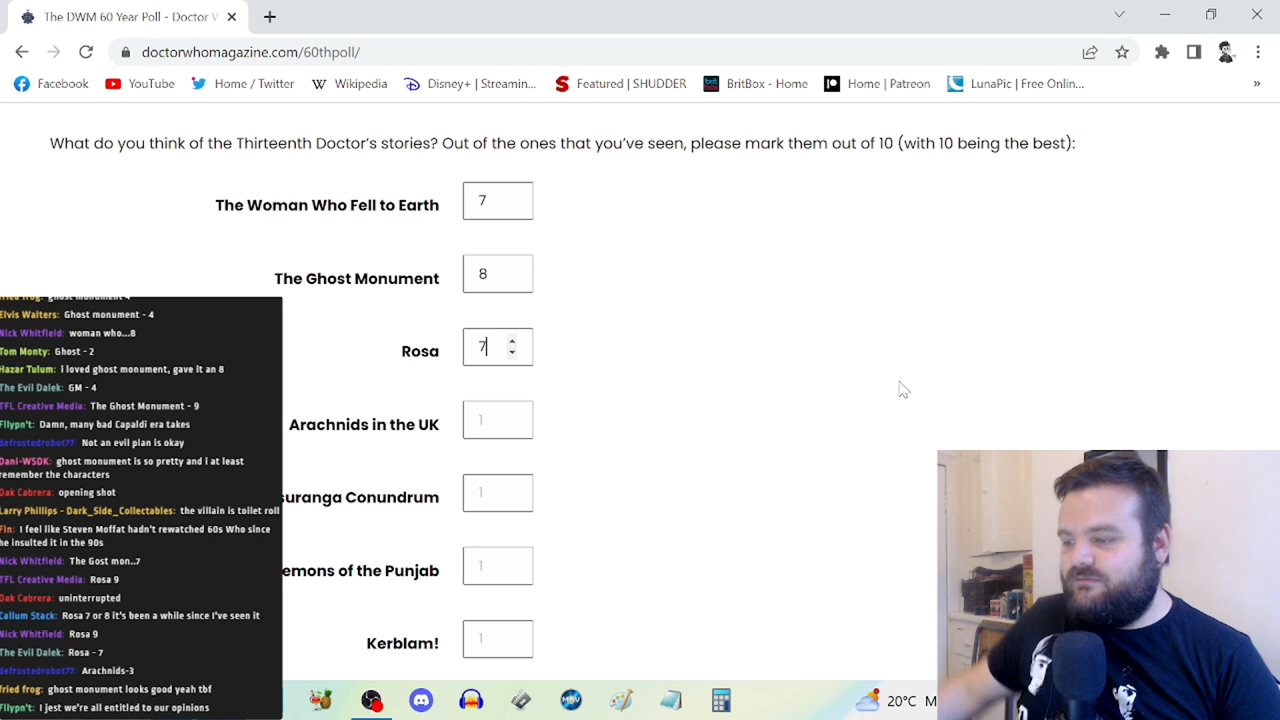 The DWM 60 Year Poll - Doctor W
doctorwhomagazine.com/60thpoll/
Facebook YouTube Home / Twitter Wikipedia Disney+ | Streamin... Featured | SHUDDER BritBox - Home Home | Patreon LunaPic | Free Onlin... »
What do you think of the Thirteenth Doctor's stories? Out of the ones that you've seen, please mark them out of 10 (with 10 being the best):
The Woman Who Fell to Earth 7
The Ghost Monument 8
Rosa 7
Arachnids in the UK 1
suranga Conundrum 1
emons of the Punjab 1
Kerblam! 1
fried frog: ghost monument 4
Elvis Walters: Ghost monument - 4
Nick Whitfield: woman who...8
Tom Monty: Ghost - 2
Hazar Tulum: i loved ghost monument, gave it an 8
The Evil Dalek: GM - 4
TFL Creative Media: The Ghost Monument - 9
Fllypn't: Damn, many bad Capaldi era takes
defrostedrobot77: Not an evil plan is okay
Dani-WSDK: ghost monument is so pretty and i at least
remember the characters
Dak Cabrera: opening shot
Larry Phillips - Dark_Side_Collectables: the villain is toilet roll
Fin: I feel like Steven Moffat hadn't rewatched 60s Who since
he insulted it in the 90s
Nick Whitfield: The Gost mon..7
TFL Creative Media: Rosa 9
Dak Cabrera: uninterrupted
Callum Stack: Rosa 7 or 8 it's been a while since I've seen it
Nick Whitfield: Rosa 9
The Evil Dalek: Rosa - 7
defrostedrobot77: Arachnids-3
fried frog: ghost monument looks good yeah tbf
Fllypn't: I jest we're all entitled to our opinions
20°C M